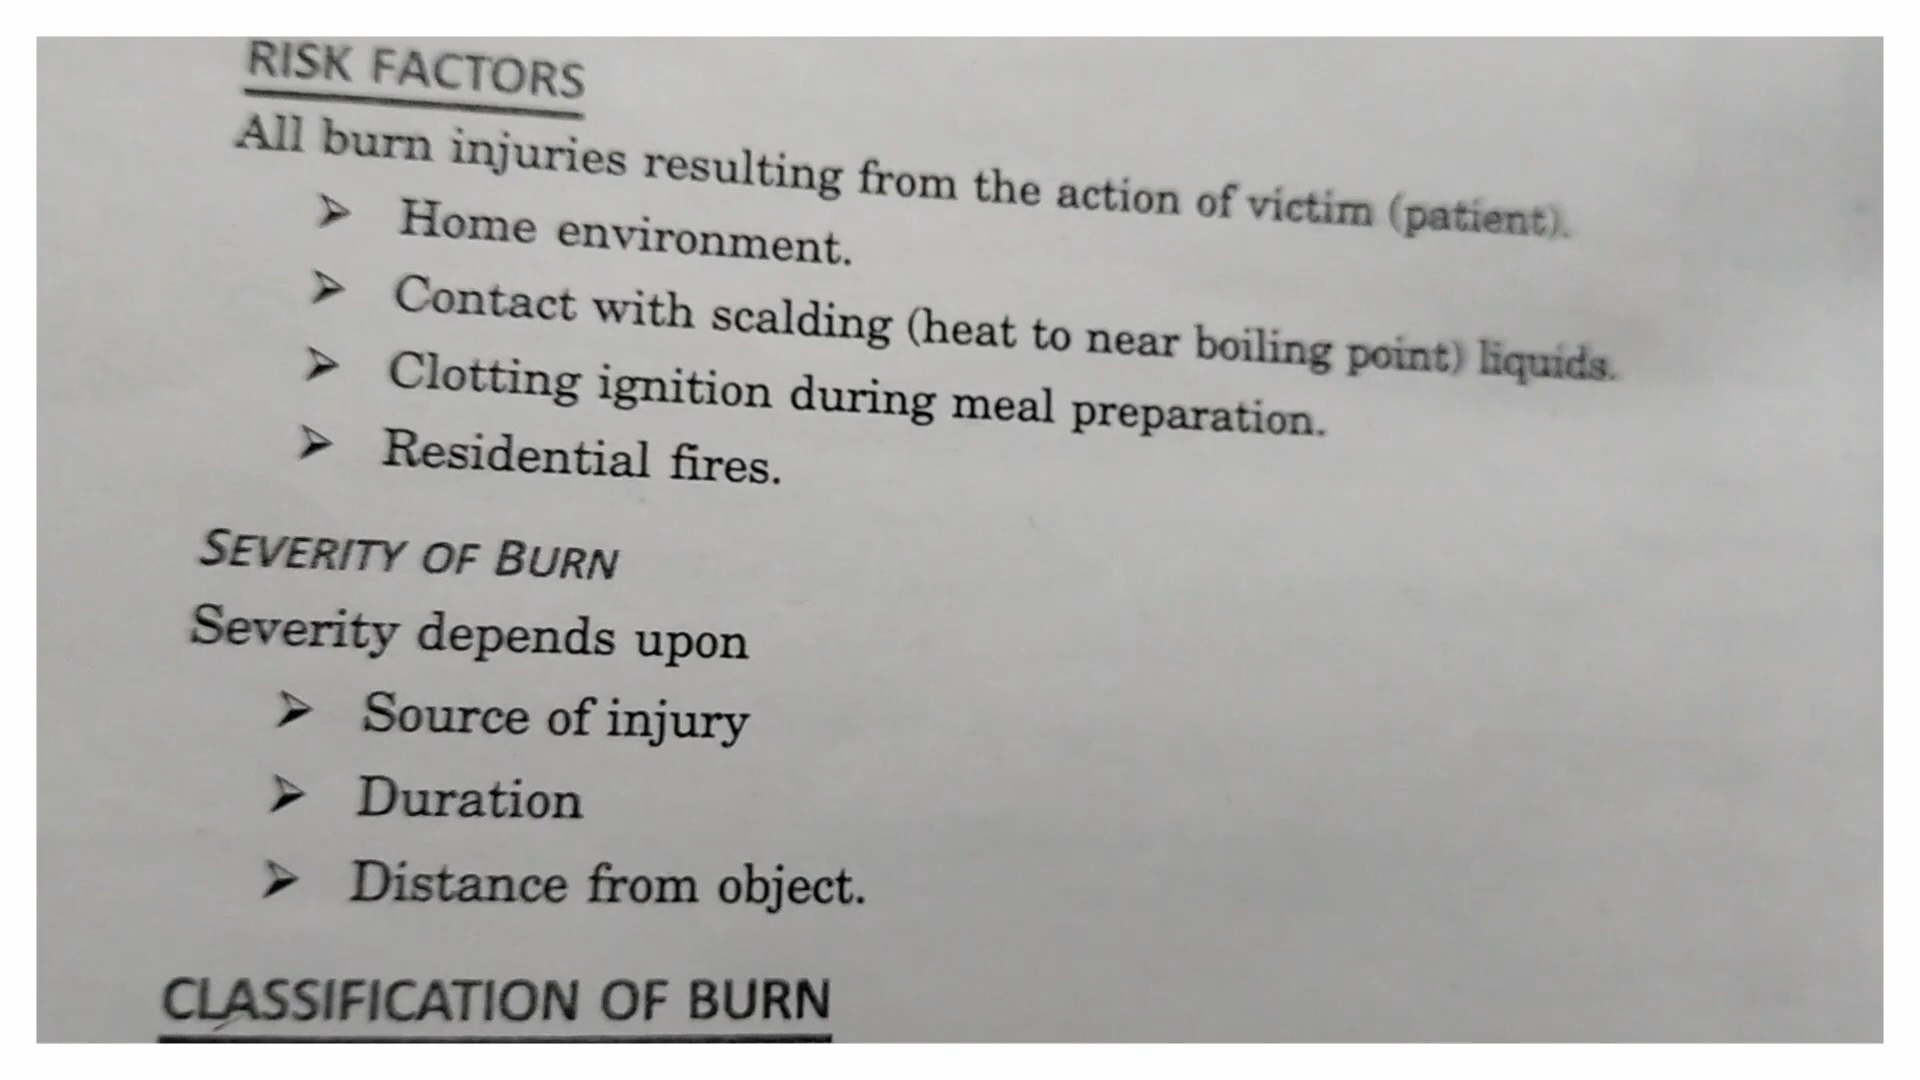 RISK FACTORS
All burn injuries resulting from the action of victim (patient).
➢ Home environment.
➢ Contact with scalding (heat to near boiling point) liquids.
➢ Clotting ignition during meal preparation.
➢ Residential fires.
SEVERITY OF BURN
Severity depends upon
➢ Source of injury
➢ Duration
➢ Distance from object.
CLASSIFICATION OF BURN